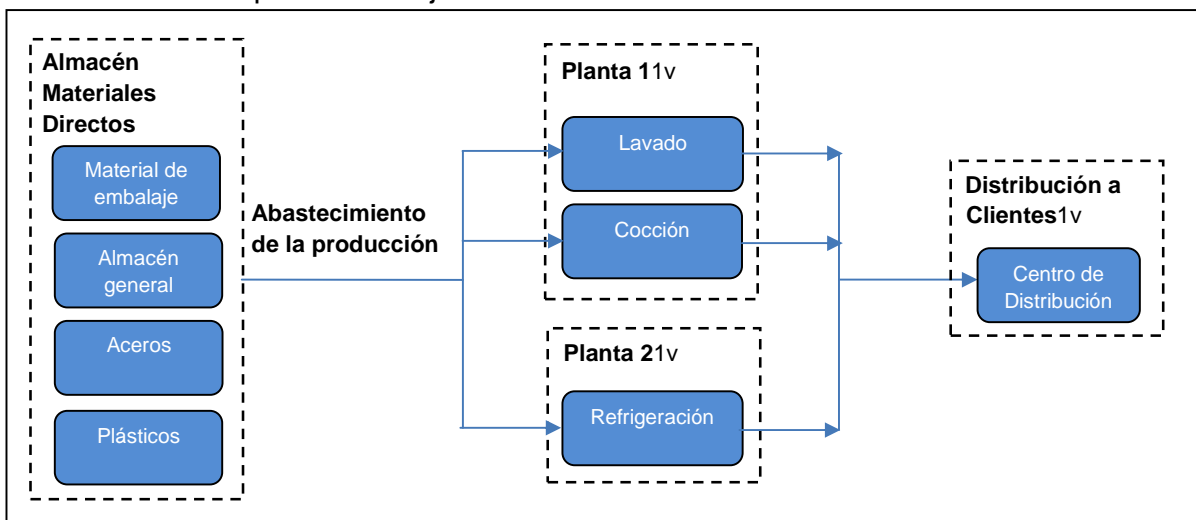 Almacén
Materiales
Directos
Material de
embalaje
Almacén
general
Aceros
Plásticos
Abastecimiento
de la producción
Planta 11v
Lavado
Cocción
Planta 21v
Refrigeración
Distribución a
Clientes1v
Centro de
Distribución